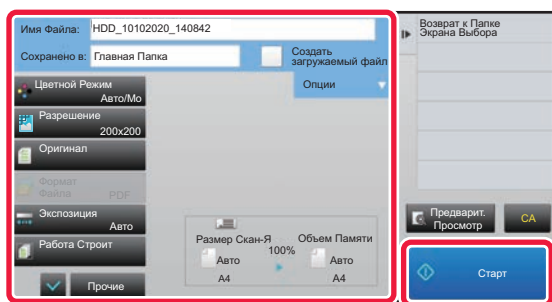 Имя Файла: HDD_10102020_140842
Сохранено в: Главная Папка
Создать
загружаемый файл
Опции
Цветной Режим
Авто/Мо
Разрешение
200x200
Оригинал
Формат
Файла PDF
Экспозиция
Авто
Работа Строит
Прочие
Размер Скан-Я
100%
Объем Памяти
Авто
A4
Авто
A4
Возврат к Папке
Экрана Выбора
Предварит.
Просмотр
CA
Старт